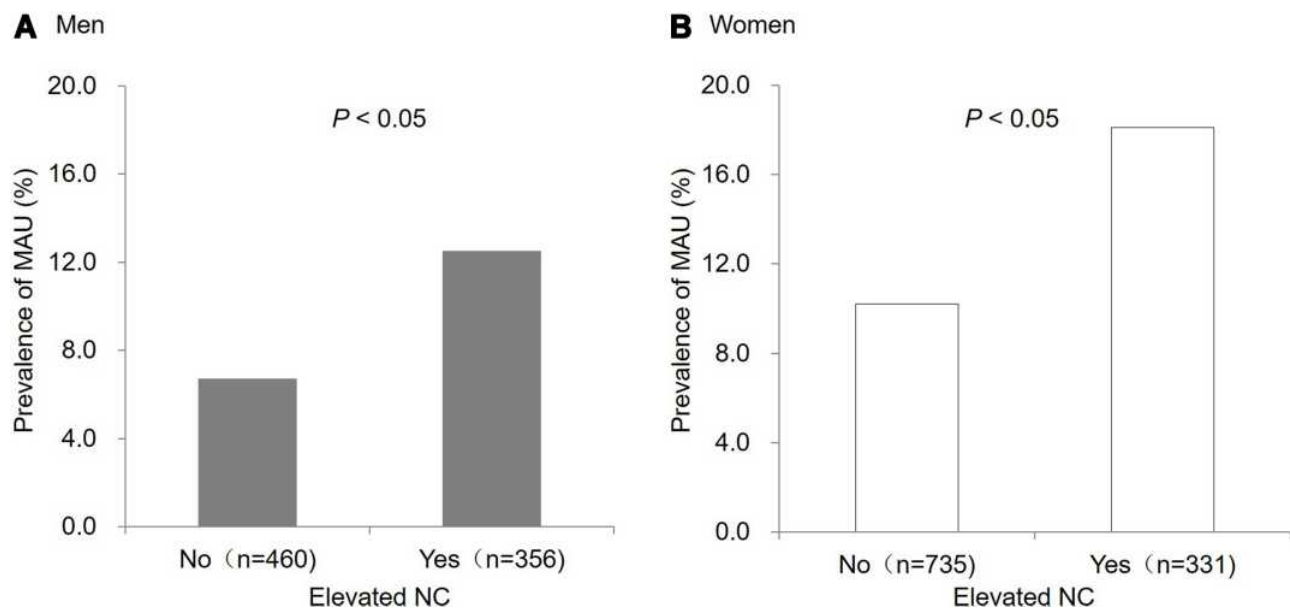 A Men
Prevalence of MAU (%)
20.0
16.0
12.0
8.0
4.0
0.0
P < 0.05
No（n=460) Yes（n=356)
Elevated NC
B Women
Prevalence of MAU (%)
20.0
16.0
12.0
8.0
4.0
0.0
P < 0.05
No（n=735) Yes（n=331)
Elevated NC